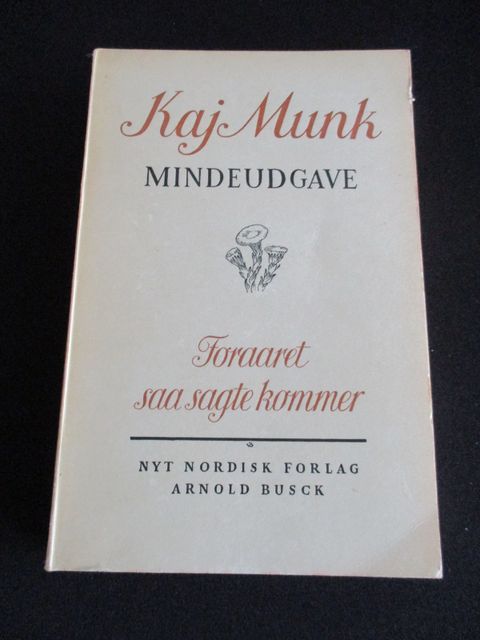 Kaj Munk
MINDEUDGAVE
Foraaret
saa sagte kommer
NYT NORDISK FORLAG
ARNOLD BUSCK